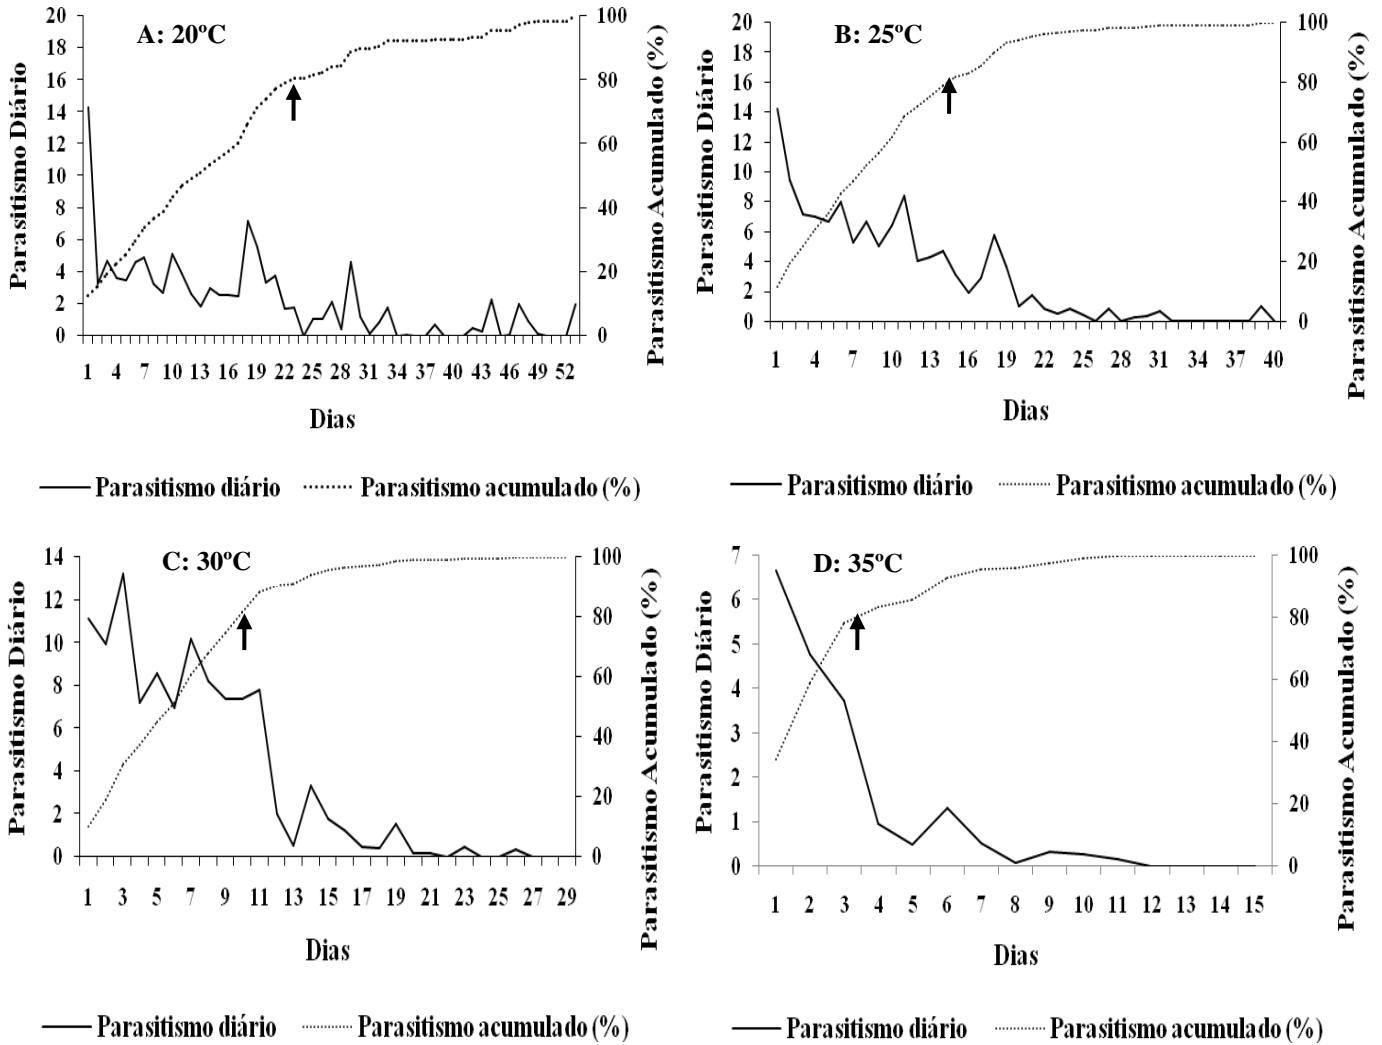 A: 20ºC
Parasitismo Diário
20
18
16
14
12
10
8
6
4
2
0
100
80
60
40
20
0
Parasitismo Acumulado (%)
1 4 7 10 13 16 19 22 25 28 31 34 37 40 43 46 49 52
Dias
Parasitismo diário Parasitismo acumulado (%)
B: 25ºC
Parasitismo Diário
20
18
16
14
12
10
8
6
4
2
0
100
80
60
40
20
0
Parasitismo Acumulado (%)
1 4 7 10 13 16 19 22 25 28 31 34 37 40
Dias
Parasitismo diário Parasitismo acumulado (%)
C: 30ºC
Parasitismo Diário
14
12
10
8
6
4
2
0
100
80
60
40
20
0
Parasitismo Acumulado (%)
1 3 5 7 9 11 13 15 17 19 21 23 25 27 29
Dias
Parasitismo diário Parasitismo acumulado (%)
D: 35ºC
Parasitismo Diário
7
6
5
4
3
2
1
0
100
80
60
40
20
0
Parasitismo Acumulado (%)
1 2 3 4 5 6 7 8 9 10 11 12 13 14 15
Dias
Parasitismo diário Parasitismo acumulado (%)